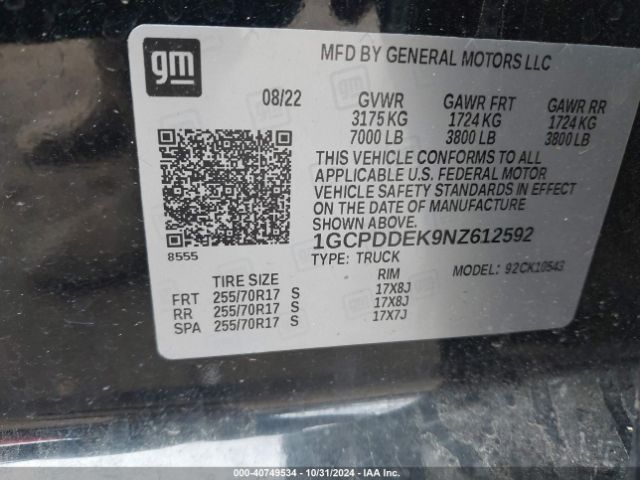 gm
MFD BY GENERAL MOTORS LLC
08/22 GVWR GAWR FRT GAWR RR
3175 KG 1724 KG 1724 KG
7000 LB 3800 LB 3800 LB
THIS VEHICLE CONFORMS TO ALL
APPLICABLE U.S. FEDERAL MOTOR
VEHICLE SAFETY STANDARDS IN EFFECT
ON THE DATE OF MANUFACTURE
SHOWN ABOVE.
1GCPDDEK9NZ612592
8555 TYPE: TRUCK MODEL: 92CK10543
TIRE SIZE RIM
FRT 255/70R17 S 17X8J
RR 255/70R17 S 17X8J
SPA 255/70R17 S 17X7J
000-40749534 - 10/31/2024 - IAA Inc.